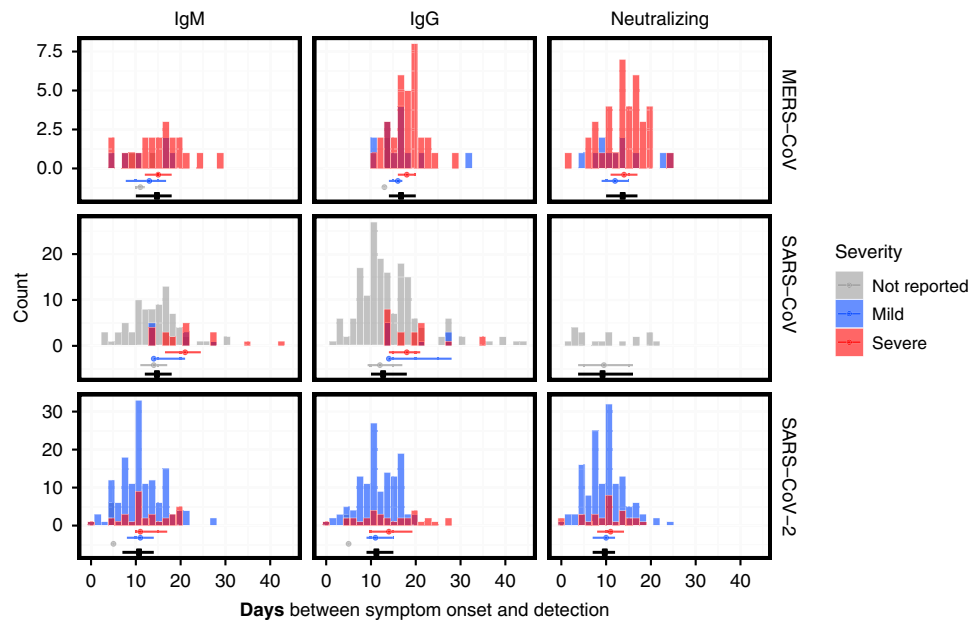 IgM IgG Neutralizing
7.5
5.0
2.5
0.0
MERS−CoV
20
10
0
SARS−CoV
30
20
10
0
SARS−CoV−2
Count
0 10 20 30 40 0 10 20 30 40 0 10 20 30 40
Days between symptom onset and detection
Severity
Not reported
Mild
Severe